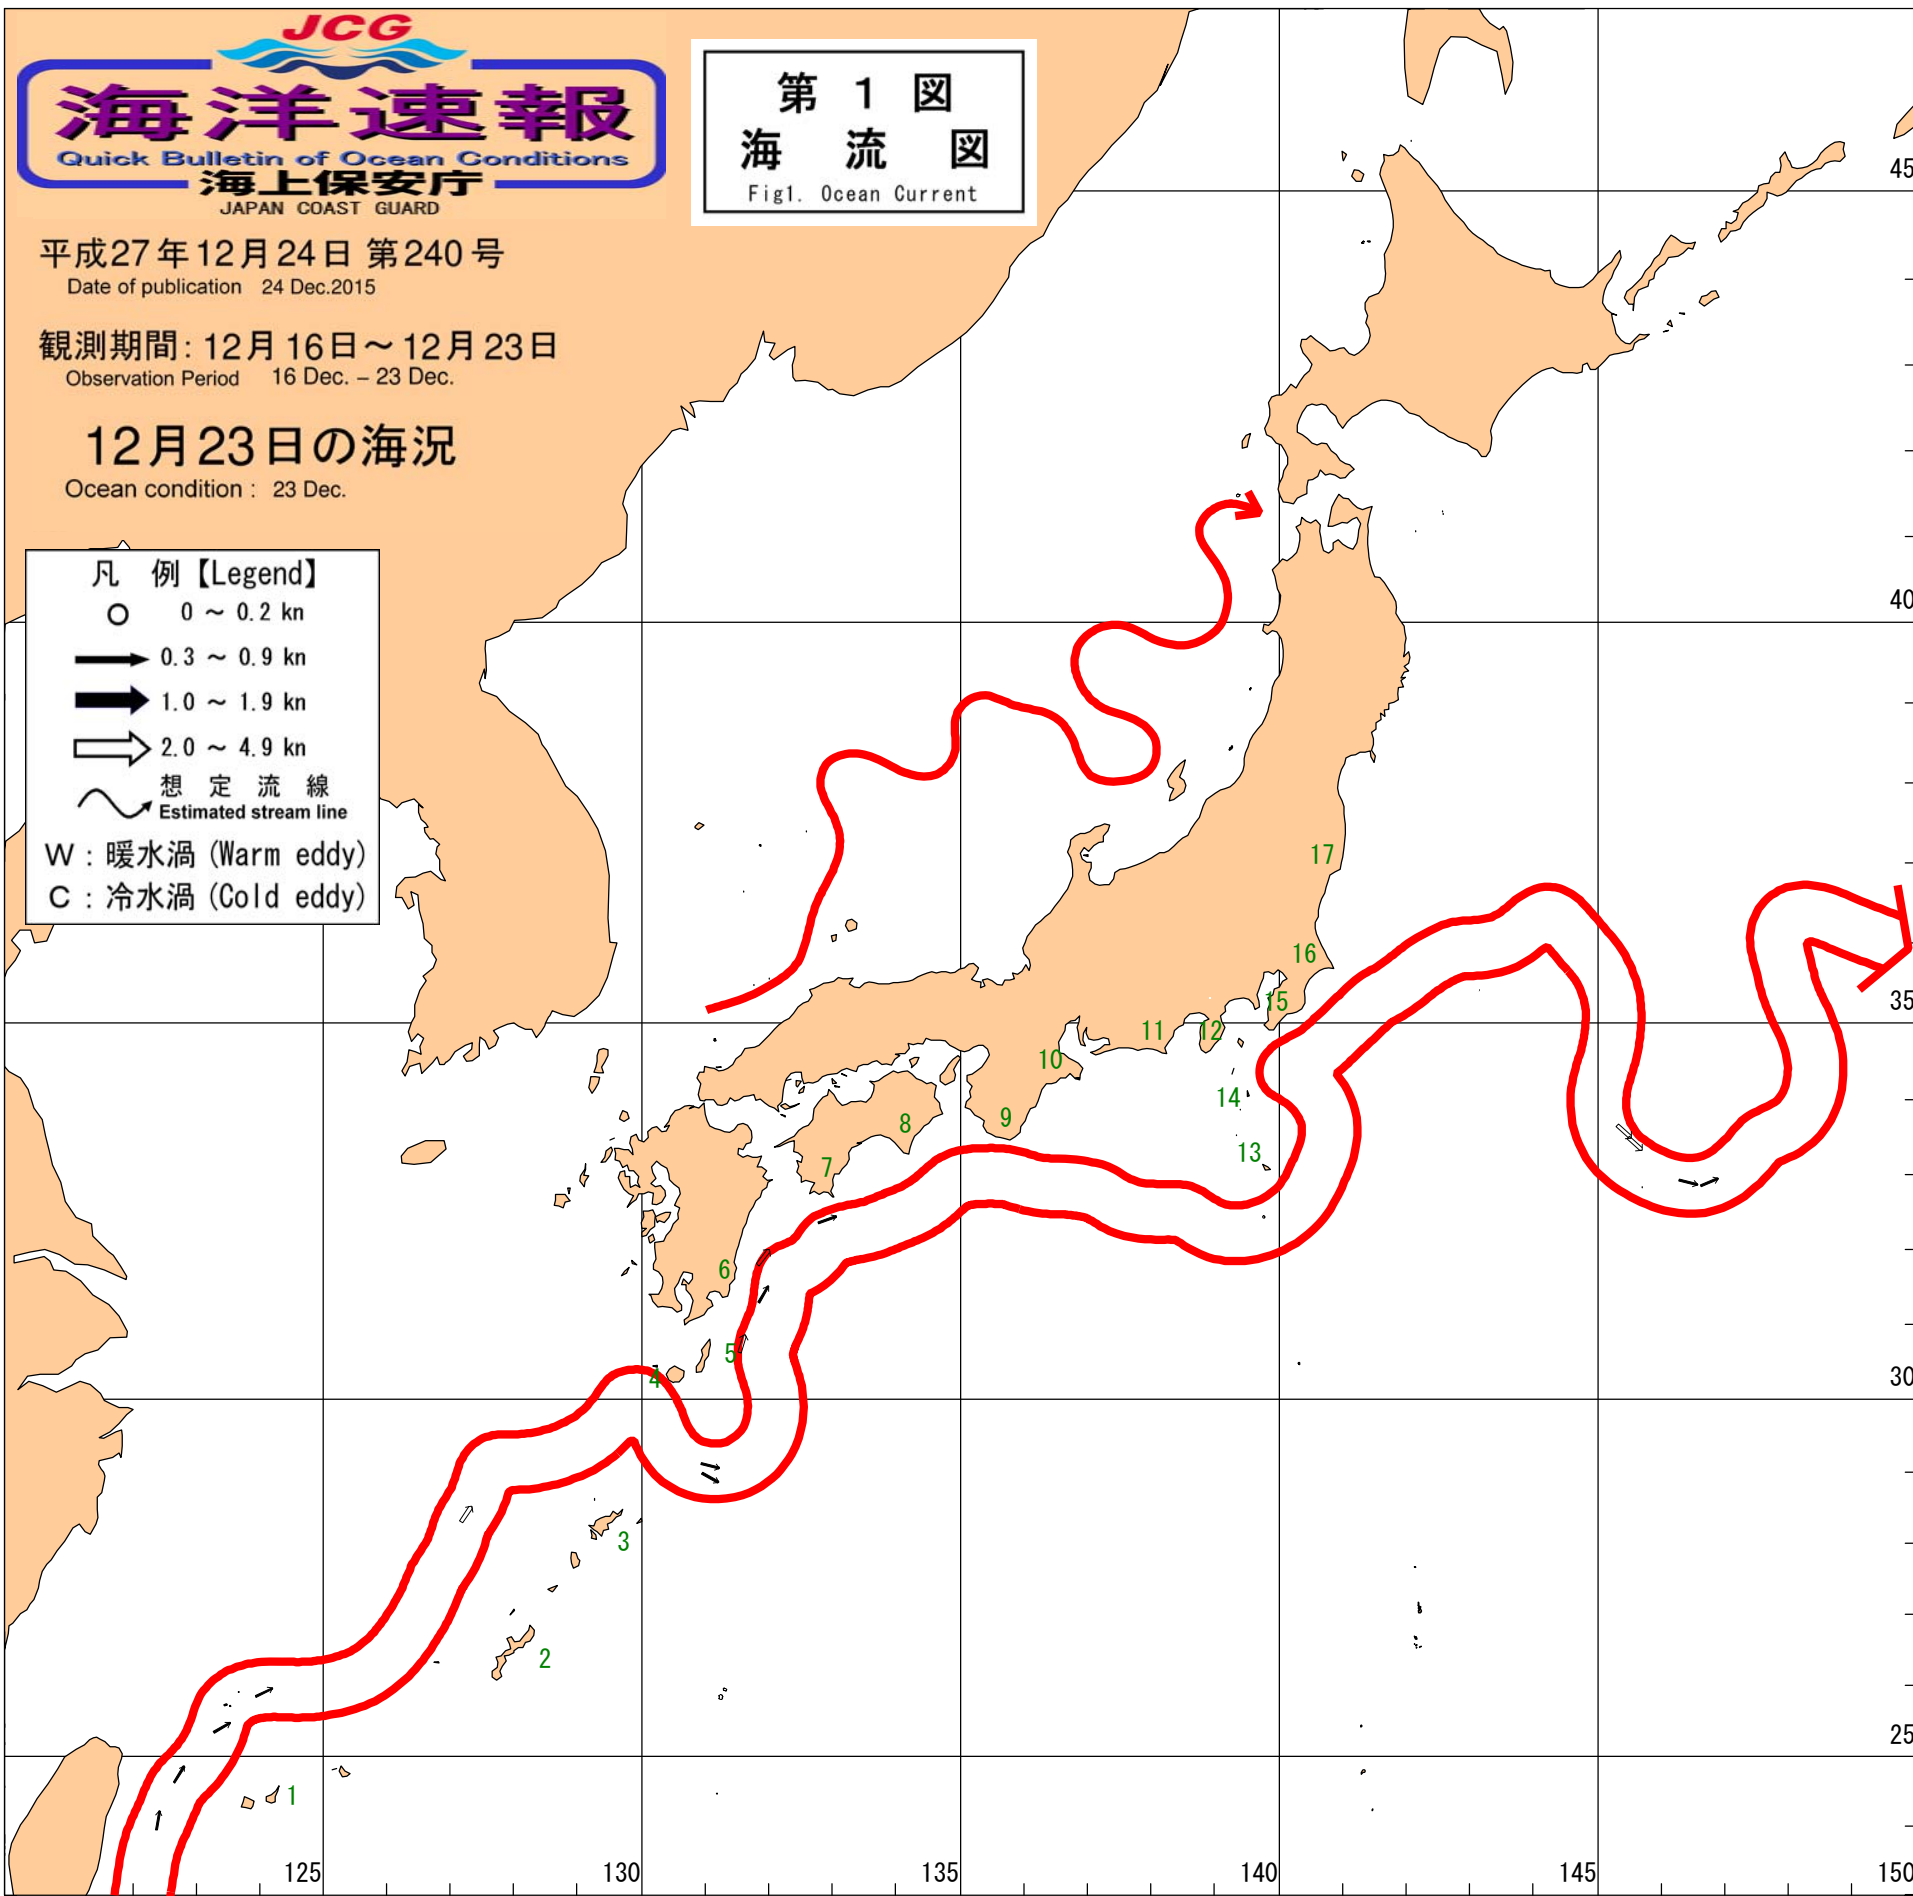 JCG
海洋速報
Quick Bulletin of Ocean Conditions
海上保安庁
JAPAN COAST GUARD
第 1 図
海 流 図
Fig1. Ocean Current
平成27年12月24日 第240号
Date of publication 24 Dec.2015
観測期間: 12月16日～12月23日
Observation Period 16 Dec. – 23 Dec.
12月23日の海況
Ocean condition : 23 Dec.
凡 例【Legend】
0 ～ 0.2 kn
0.3 ～ 0.9 kn
1.0 ～ 1.9 kn
2.0 ～ 4.9 kn
想 定 流 線
Estimated stream line
W : 暖水渦 (Warm eddy)
C : 冷水渦 (Cold eddy)
45
40
35
30
25
17
16
15
12
11
10
14
9
8
13
7
6
5
4
3
2
1
125
130
135
140
145
150